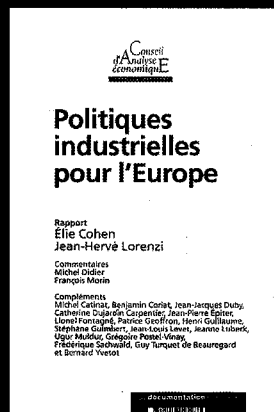 Conseil
d'Analyse
économiquE
Politiques
industrielles
pour l'Europe
Rapport
Élie Cohen
Jean-Hervé Lorenzi
Commentaires
Michel Didier
François Morin
Compléments
Michel Catinat, Benjamin Coriat, Jean-Jacques Duby,
Catherine Dujardin Carpentier, Jean-Pierre Épiter,
Lionel Fontagné, Patrice Geoffron, Henri Guillaume,
Stéphane Guimbert, Jean-Louis Levet, Jeanne Lubek,
Ugur Muldur, Grégoire Postel-Vinay,
Frédérique Sachwald, Guy Turquet de Beauregard
et Bernard Yvetot
documentation